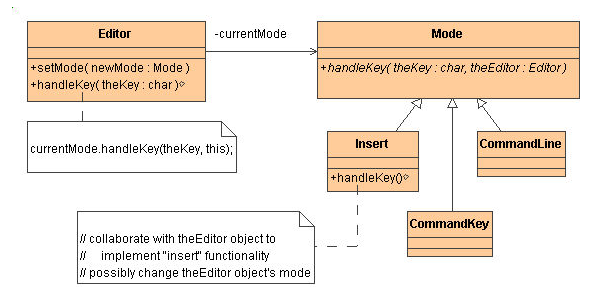 Editor
-currentMode
Mode
+setMode( newMode : Mode )
+handleKey( theKey : char )
+handleKey( theKey : char, theEditor : Editor )
currentMode.handleKey(theKey, this);
Insert
CommandLine
+handleKey()
CommandKey
// collaborate with theEditor object to
// implement "insert" functionality
// possibly change theEditor object's mode